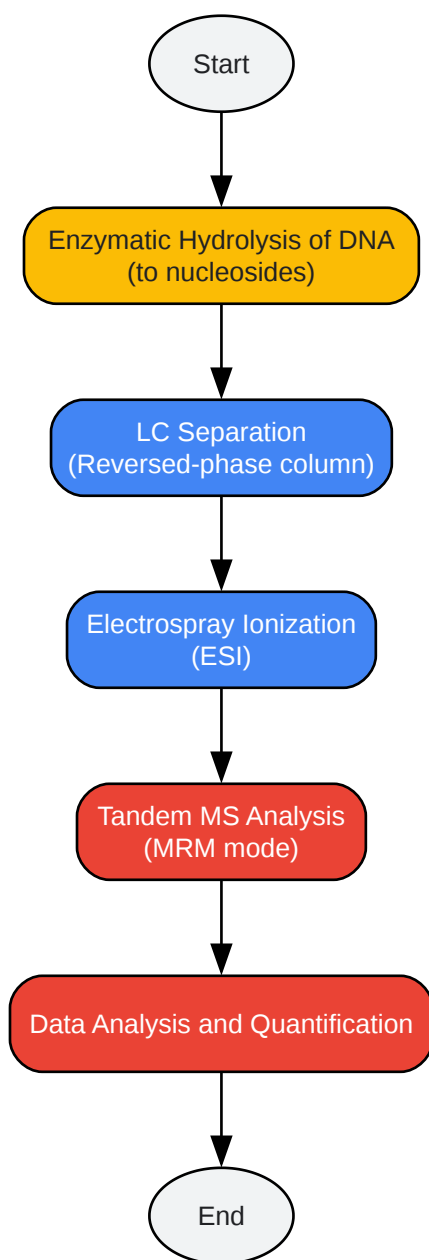 Start
Enzymatic Hydrolysis of DNA
(to nucleosides)
LC Separation
(Reversed-phase column)
Electrospray Ionization
(ESI)
Tandem MS Analysis
(MRM mode)
Data Analysis and Quantification
End